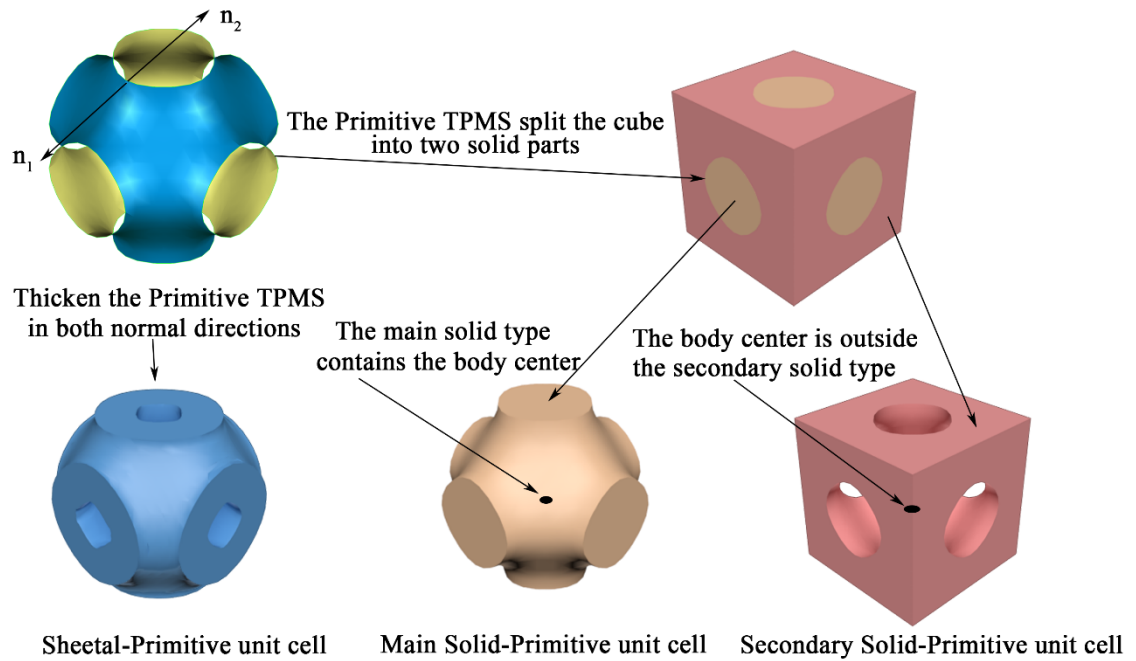 n2
n1
The Primitive TPMS split the cube
into two solid parts
Thicken the Primitive TPMS
in both normal directions
The main solid type
contains the body center
The body center is outside
the secondary solid type
Sheetal-Primitive unit cell
Main Solid-Primitive unit cell
Secondary Solid-Primitive unit cell